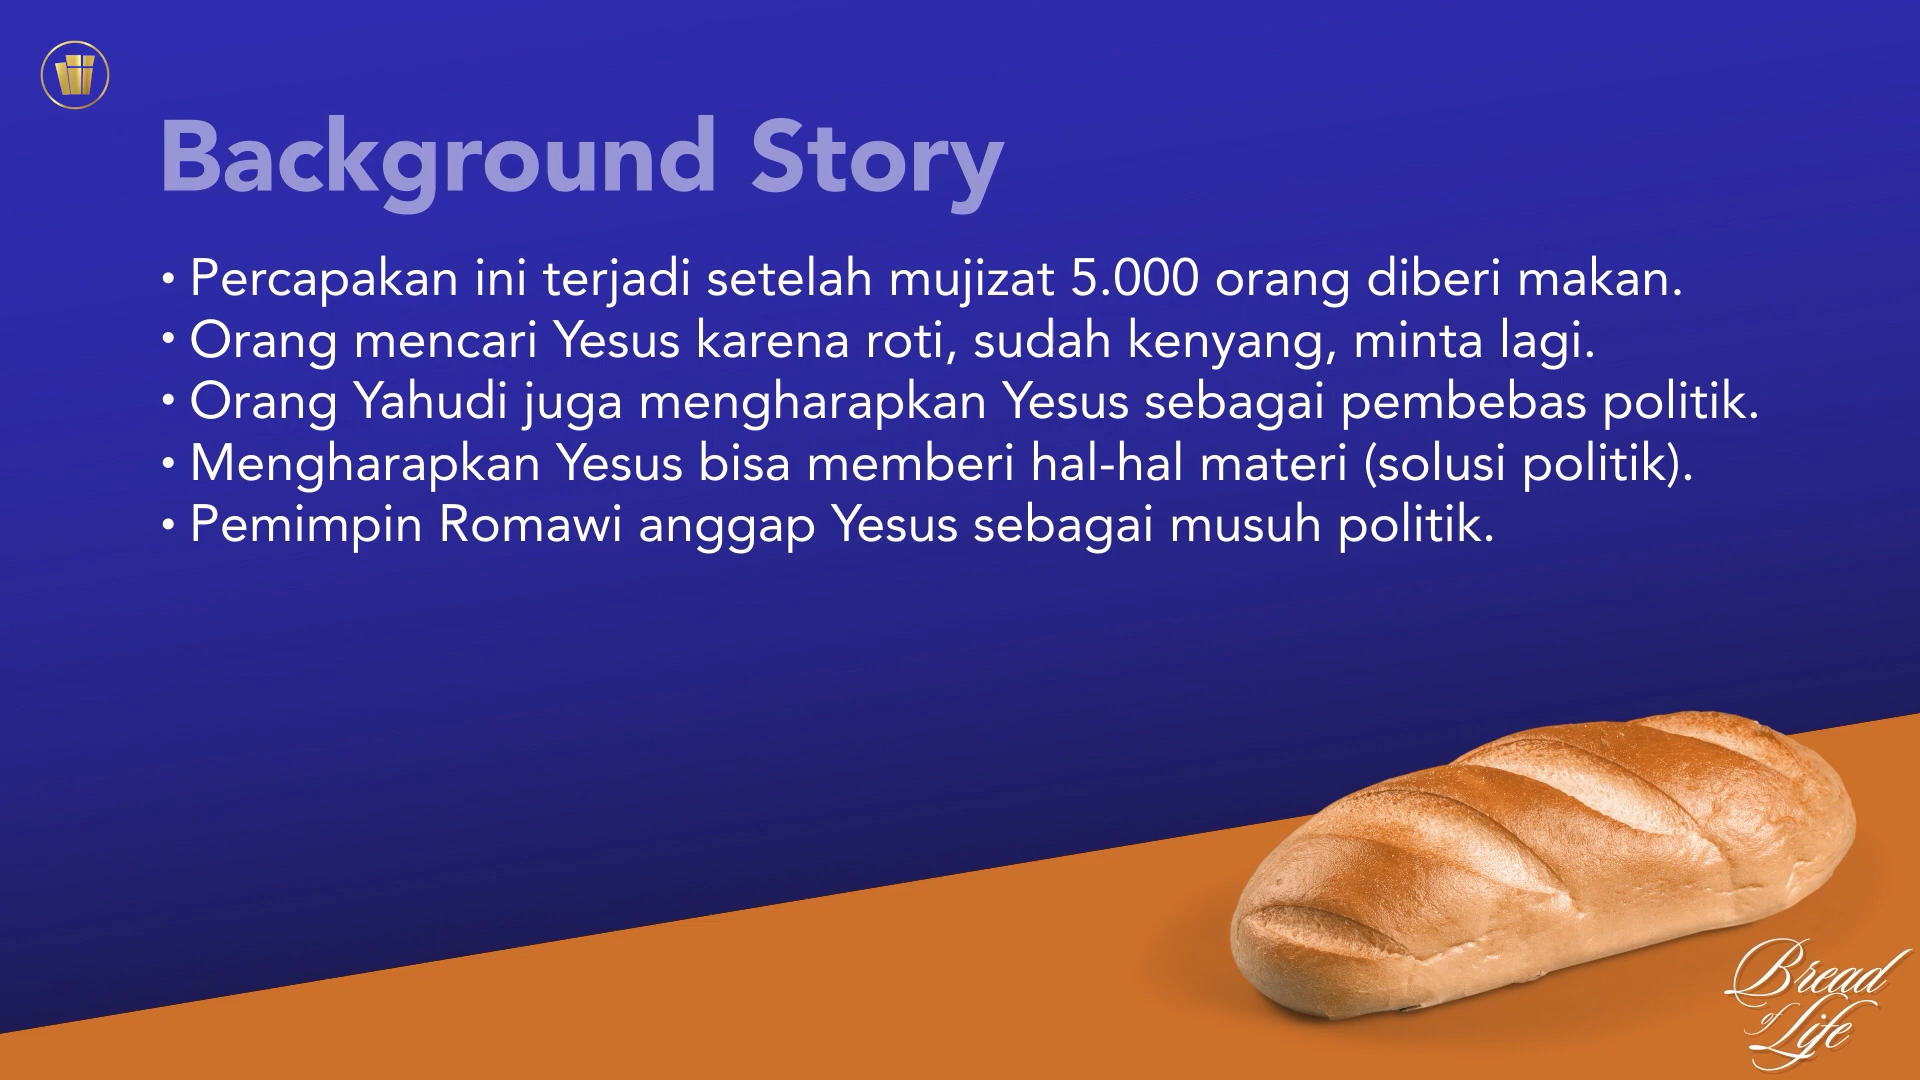 Background Story
• Percapakan ini terjadi setelah mujizat 5.000 orang diberi makan.
• Orang mencari Yesus karena roti, sudah kenyang, minta lagi.
• Orang Yahudi juga mengharapkan Yesus sebagai pembebas politik.
• Mengharapkan Yesus bisa memberi hal-hal materi (solusi politik).
• Pemimpin Romawi anggap Yesus sebagai musuh politik.
Bread
of
Life